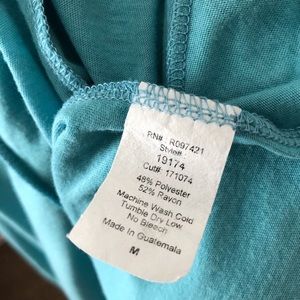 RN# R097421
Style#
19174
Cut# 171074
48% Polyester
52% Rayon
Machine Wash Cold
Tumble Dry Low
No Bleach
Made In Guatemala
M